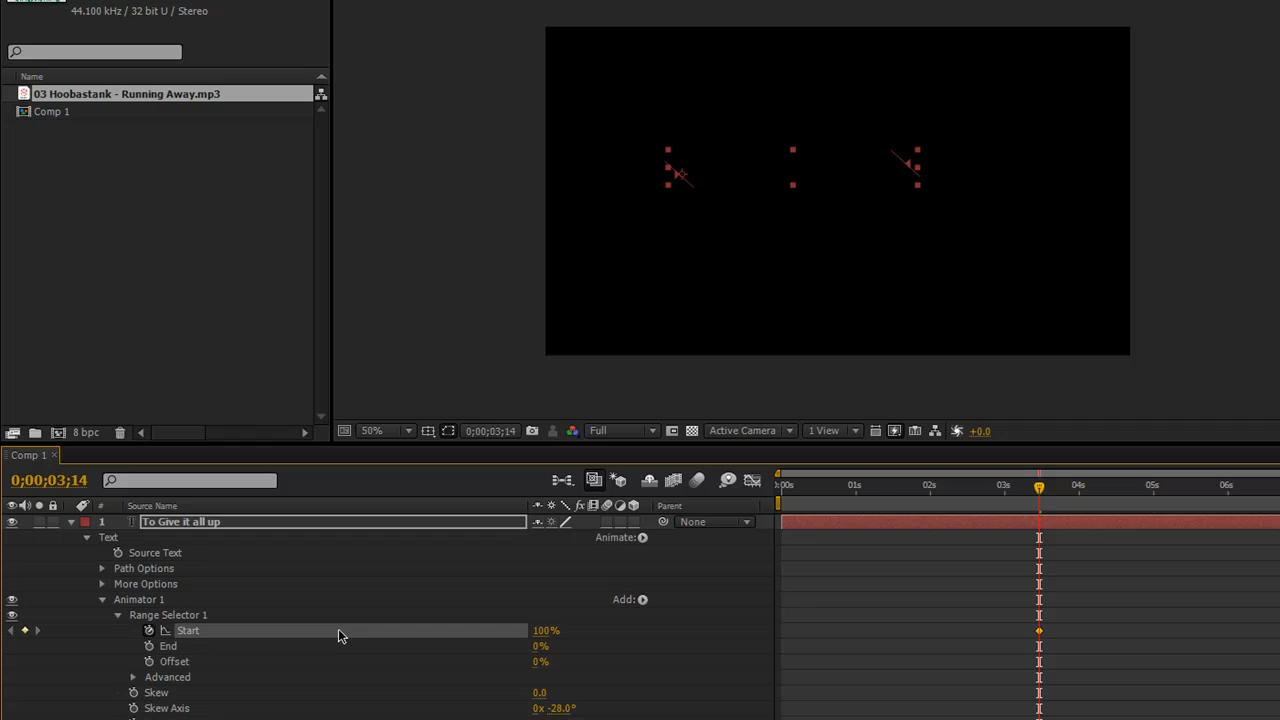 44.100 kHz / 32 bit U / Stereo
Name
03 Hoobastank - Running Away.mp3
Comp 1
8 bpc
50%
0;00;03;14
Full
Active Camera
1 View
+0.0
Comp 1
0;00;03;14
:00s 01s 02s 03s 04s 05s 06s
# Source Name fx Parent
1 T To Give it all up None
Text Animate:
Source Text
Path Options
More Options
Animator 1 Add:
Range Selector 1
Start 100%
End 0%
Offset 0%
Advanced
Skew 0.0
Skew Axis 0x -28.0°